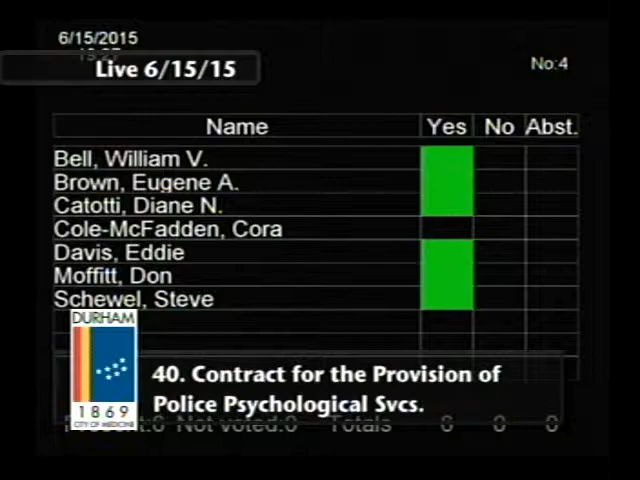 6/15/2015
Live 6/15/15
No:4
Name Yes No Abst.
Bell, William V.
Brown, Eugene A.
Catotti, Diane N.
Cole-McFadden, Cora
Davis, Eddie
Moffitt, Don
Schewel, Steve
DURHAM
1869
CITY OF MEDICINE
40. Contract for the Provision of
Police Psychological Svcs.
Not voted:0 Totals 6 0 0